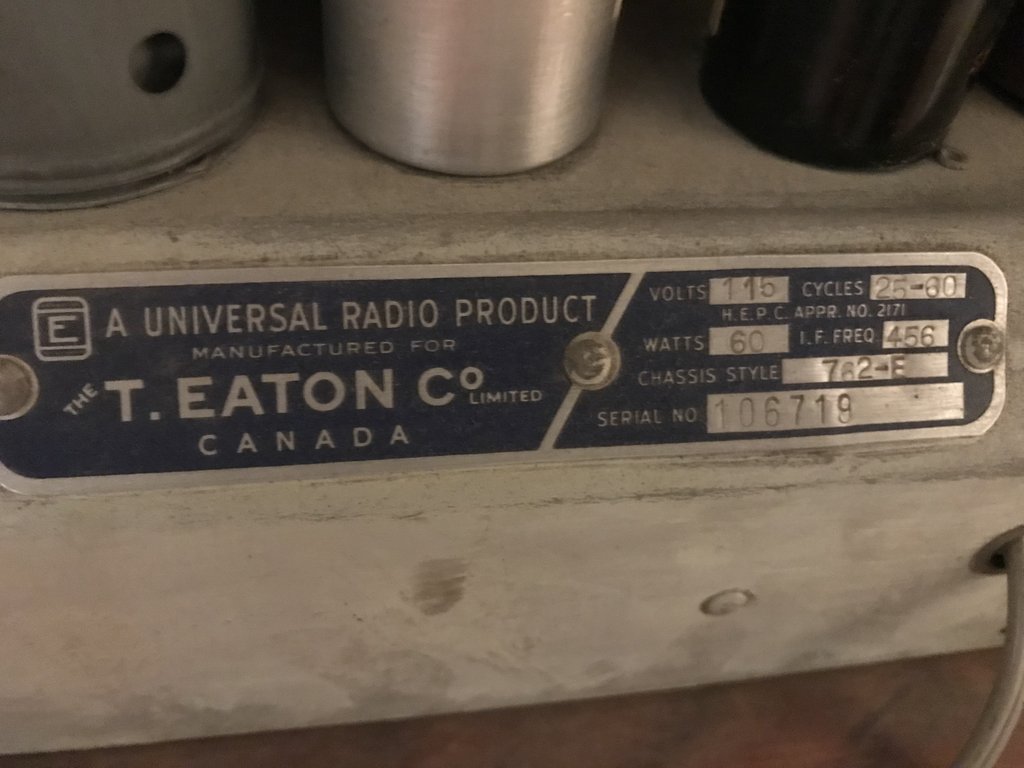 E A UNIVERSAL RADIO PRODUCT
MANUFACTURED FOR
THE T. EATON Co LIMITED
CANADA
VOLTS 115 CYCLES 25-60
H.E.P.C. APPR. NO. 2171
WATTS 60 I.F. FREQ 456
CHASSIS STYLE 762-E
SERIAL NO 106719